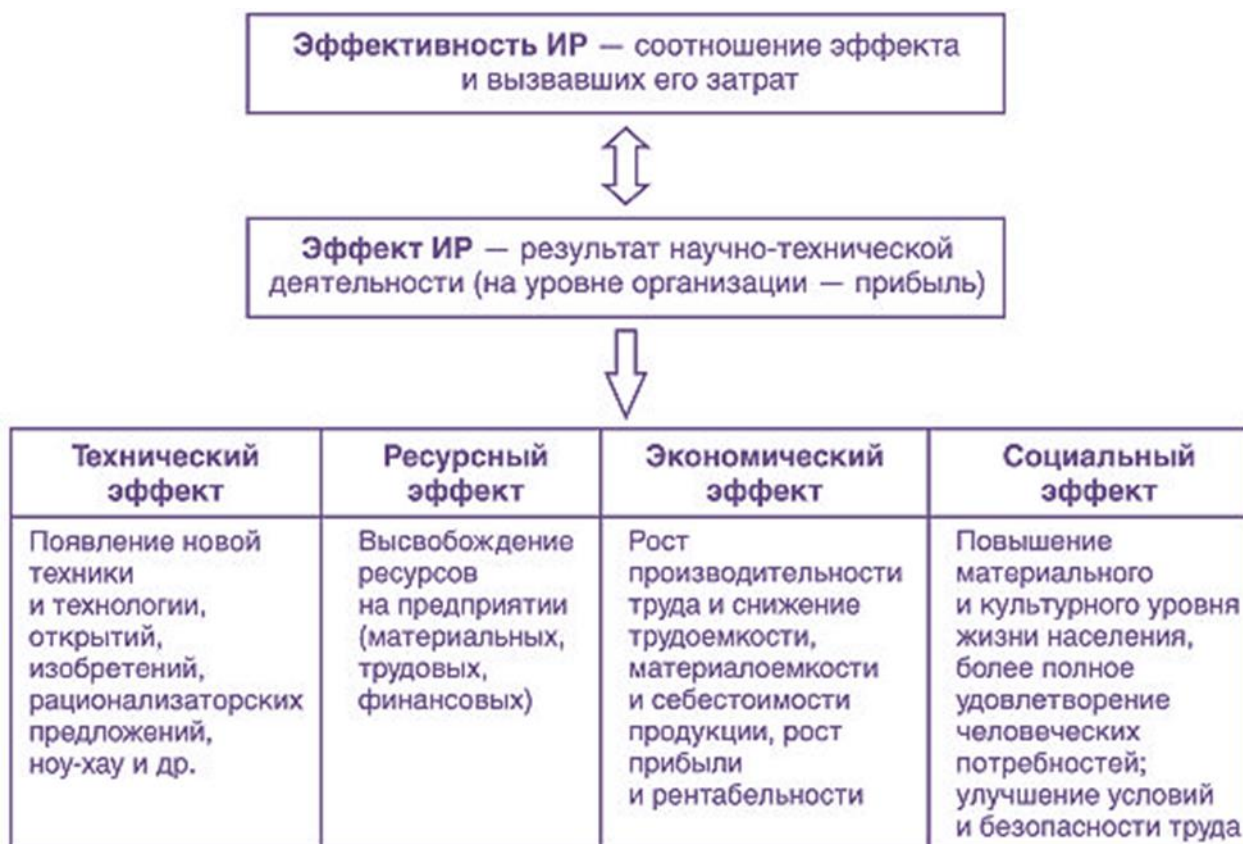 Эффективность ИР — соотношение эффекта
и вызвавших его затрат
Эффект ИР — результат научно-технической
деятельности (на уровне организации — прибыль)
Технический
эффект
Ресурсный
эффект
Экономический
эффект
Социальный
эффект
Появление новой
техники
и технологии,
открытий,
изобретений,
рационализаторских
предложений,
ноу-хау и др.
Высвобождение
ресурсов
на предприятии
(материальных,
трудовых,
финансовых)
Рост
производительности
труда и снижение
трудоемкости,
материалоемкости
и себестоимости
продукции, рост
прибыли
и рентабельности
Повышение
материального
и культурного уровня
жизни населения,
более полное
удовлетворение
человеческих
потребностей;
улучшение условий
и безопасности труда